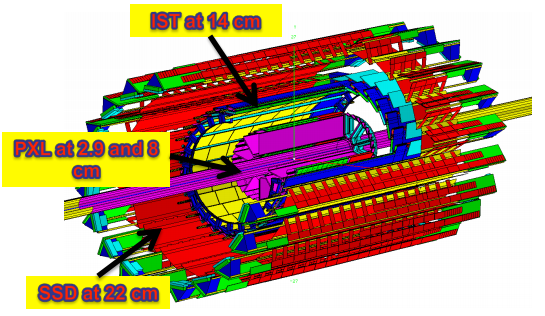 IST at 14 cm
PXL at 2.9 and 8
cm
SSD at 22 cm